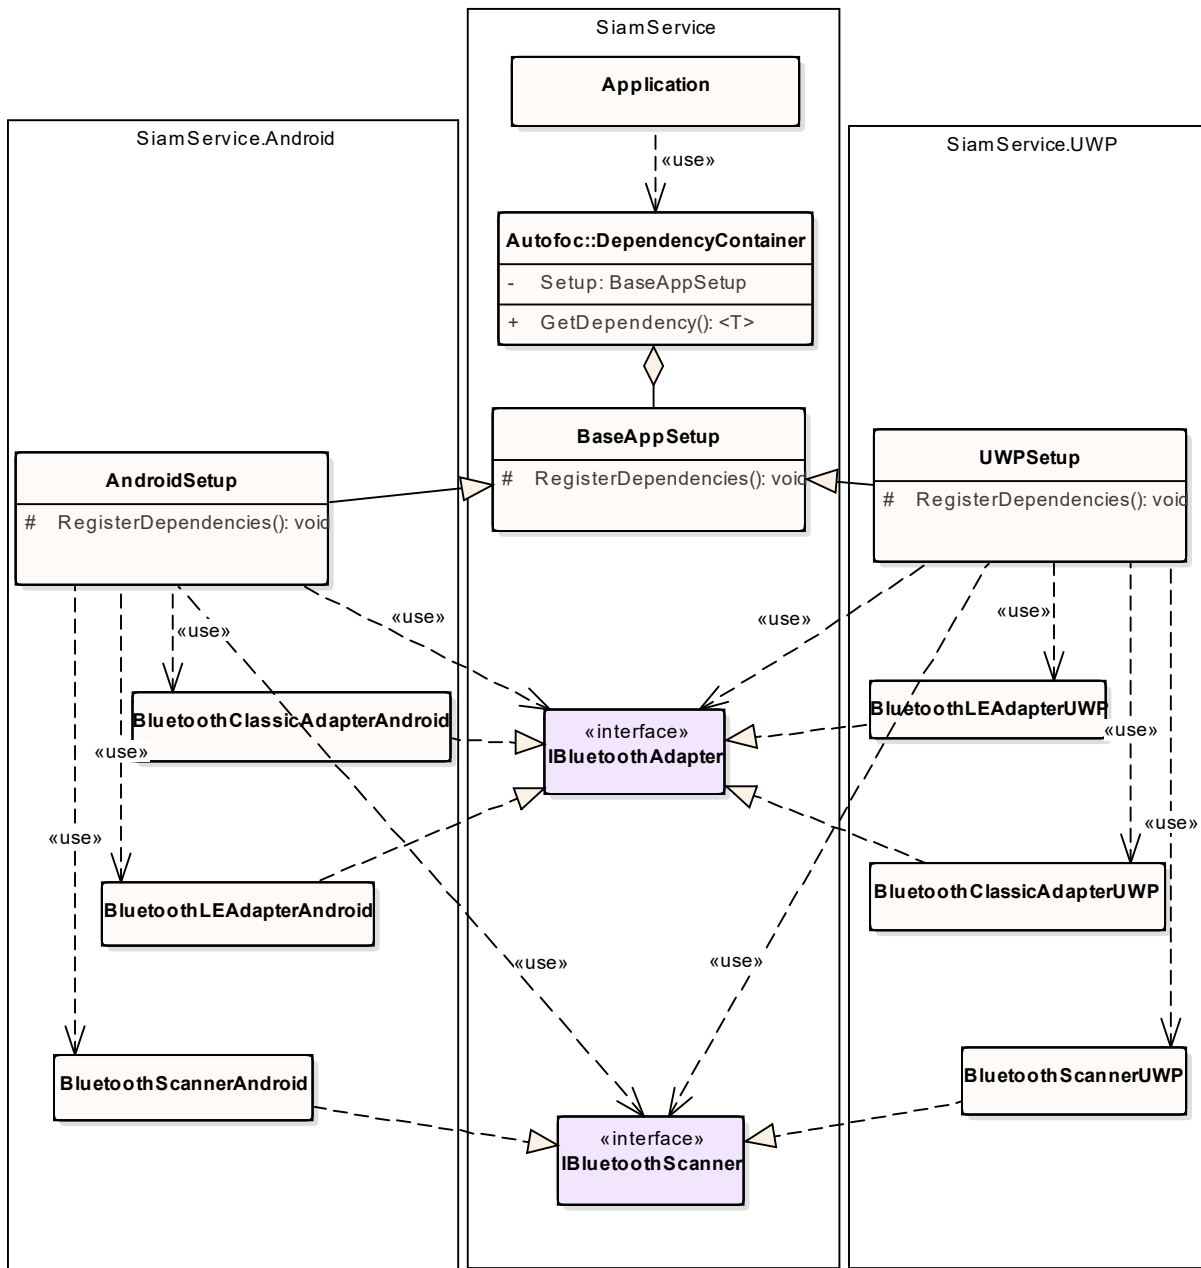 SiamService
Application
SiamService.Android
SiamService.UWP
«use»
Autofoc::DependencyContainer
- Setup: BaseAppSetup
+ GetDependency(): <T>
BaseAppSetup
# RegisterDependencies(): void
AndroidSetup
# RegisterDependencies(): void
UWPSetup
# RegisterDependencies(): void
«use»
«use»
«use»
«use»
BluetoothClassicAdapterAndroid
«interface»
IBluetoothAdapter
BluetoothLEAdapterUWP
«use»
«use»
«use»
«use»
BluetoothLEAdapterAndroid
BluetoothClassicAdapterUWP
«use»
«use»
BluetoothScannerAndroid
BluetoothScannerUWP
«interface»
IBluetoothScanner